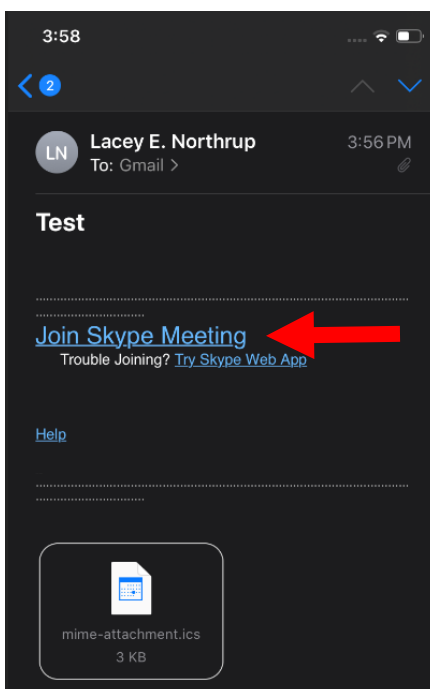 3:58
2
LN
Lacey E. Northrup
3:56 PM
To: Gmail >
Test
Join Skype Meeting
Trouble Joining? Try Skype Web App
Help
mime-attachment.ics
3 KB